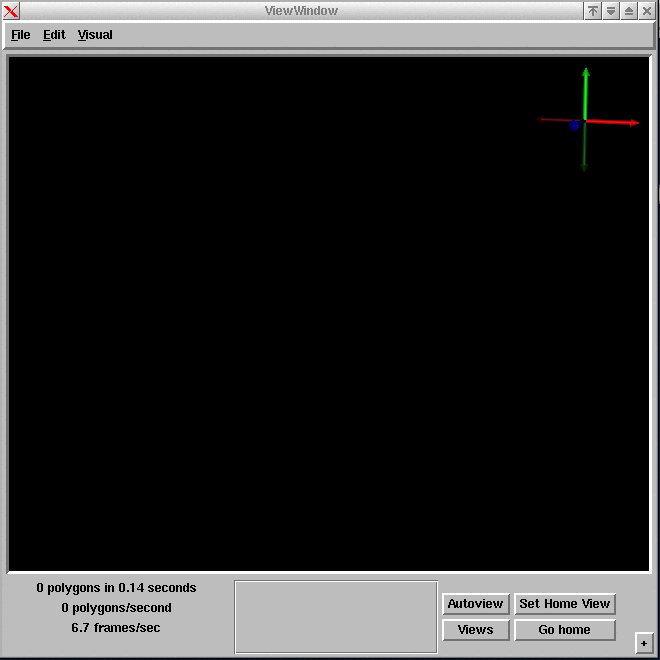 ViewWindow
File Edit Visual
0 polygons in 0.14 seconds
0 polygons/second
6.7 frames/sec
Autoview Set Home View
Views Go home
+